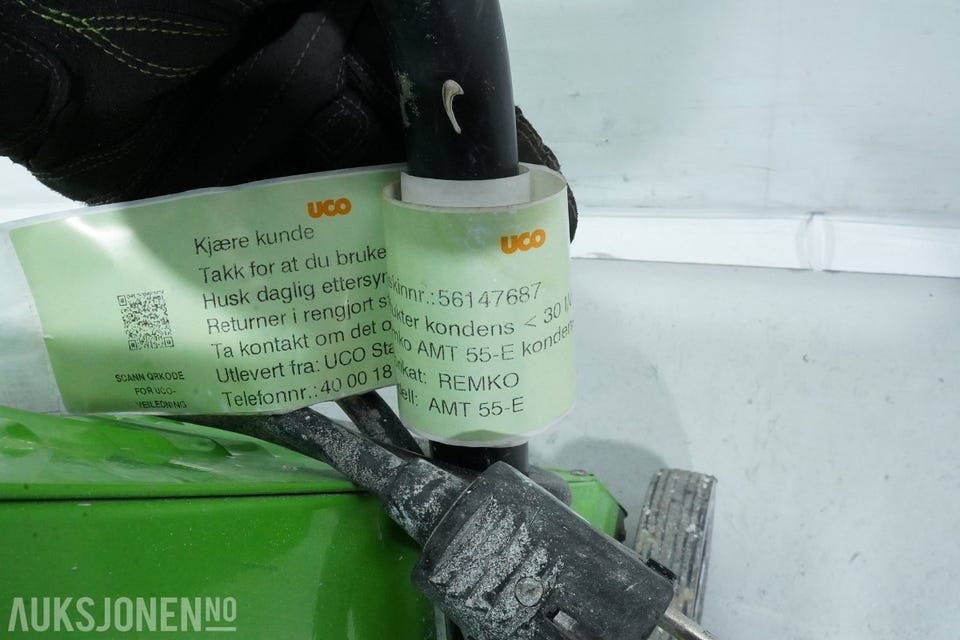 UCO
Kjære kunde
Takk for at du bruke
Husk daglig ettersyn
Returner i rengjort s
Ta kontakt om det o
Utlevert fra: UCO Sta
Telefonnr.: 40 00 18
SCANN QRKODE
FOR UCO-
VEILEDNING
UCO
skinnr.:56147687
ukter kondens < 30 l/
mko AMT 55-E konden
rikat: REMKO
ell: AMT 55-E
AUKSJONEN.NO